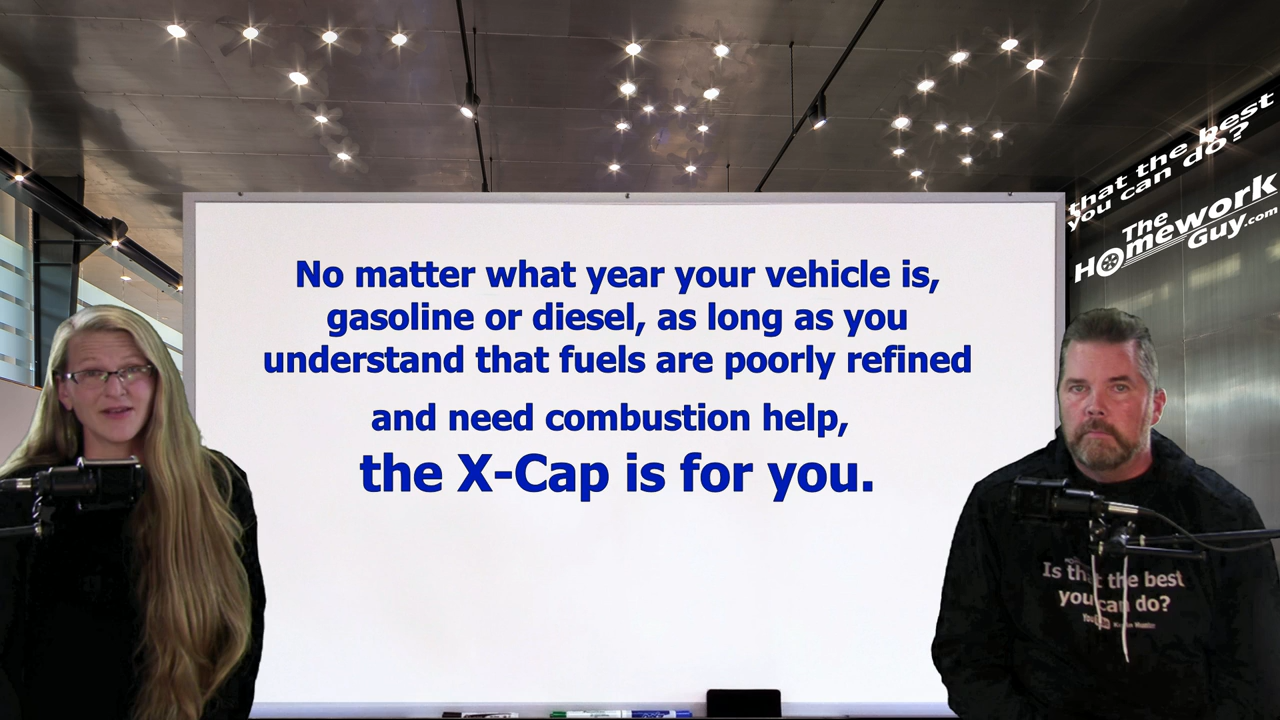 that the best
you can do?
The
Homework
Guy.com
No matter what year your vehicle is,
gasoline or diesel, as long as you
understand that fuels are poorly refined
and need combustion help,
the X-Cap is for you.
Is that the best
you can do?